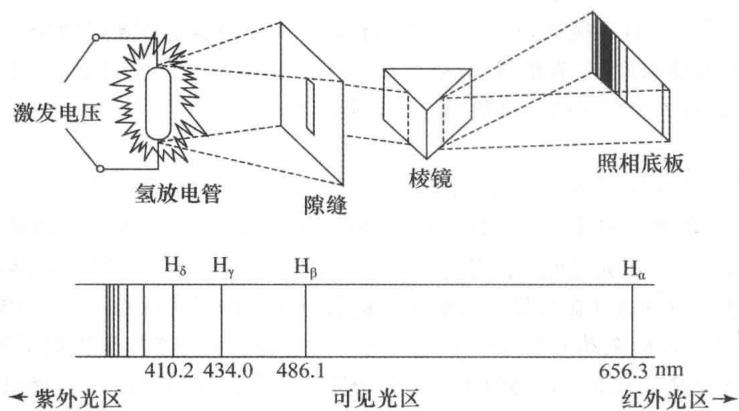 激发电压
氢放电管
隙缝
棱镜
照相底板
Hδ Hγ Hβ Hα
410.2 434.0 486.1 656.3 nm
← 紫外光区 可见光区 红外光区 →